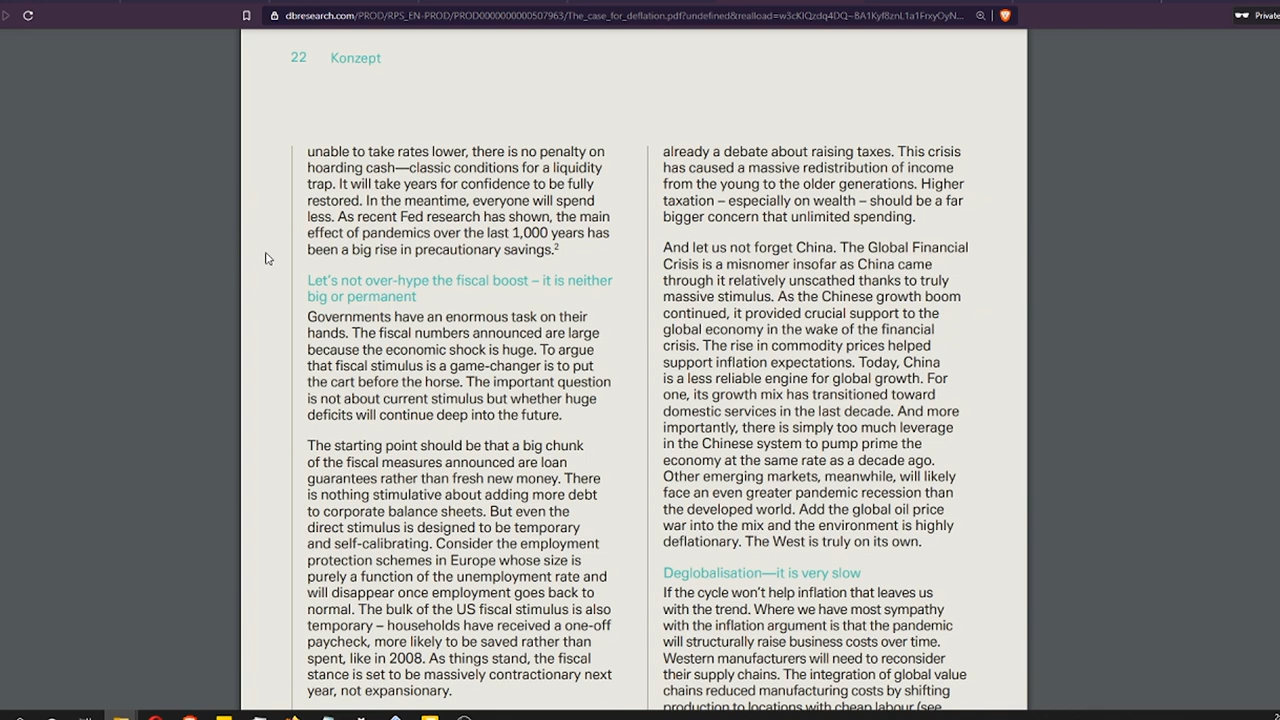 dbresearch.com/PROD/RPS_EN-PROD/PROD0000000000507963/The_case_for_deflation.pdf?undefined&realload=
Private
22 Konzept
unable to take rates lower, there is no penalty on
hoarding cash—classic conditions for a liquidity
trap. It will take years for confidence to be fully
restored. In the meantime, everyone will spend
less. As recent Fed research has shown, the main
effect of pandemics over the last 1,000 years has
been a big rise in precautionary savings.2
Let's not over-hype the fiscal boost – it is neither
big or permanent
Governments have an enormous task on their
hands. The fiscal numbers announced are large
because the economic shock is huge. To argue
that fiscal stimulus is a game-changer is to put
the cart before the horse. The important question
is not about current stimulus but whether huge
deficits will continue deep into the future.
The starting point should be that a big chunk
of the fiscal measures announced are loan
guarantees rather than fresh new money. There
is nothing stimulative about adding more debt
to corporate balance sheets. But even the
direct stimulus is designed to be temporary
and self-calibrating. Consider the employment
protection schemes in Europe whose size is
purely a function of the unemployment rate and
will disappear once employment goes back to
normal. The bulk of the US fiscal stimulus is also
temporary – households have received a one-off
paycheck, more likely to be saved rather than
spent, like in 2008. As things stand, the fiscal
stance is set to be massively contractionary next
year, not expansionary.
already a debate about raising taxes. This crisis
has caused a massive redistribution of income
from the young to the older generations. Higher
taxation – especially on wealth – should be a far
bigger concern that unlimited spending.
And let us not forget China. The Global Financial
Crisis is a misnomer insofar as China came
through it relatively unscathed thanks to truly
massive stimulus. As the Chinese growth boom
continued, it provided crucial support to the
global economy in the wake of the financial
crisis. The rise in commodity prices helped
support inflation expectations. Today, China
is a less reliable engine for global growth. For
one, its growth mix has transitioned toward
domestic services in the last decade. And more
importantly, there is simply too much leverage
in the Chinese system to pump prime the
economy at the same rate as a decade ago.
Other emerging markets, meanwhile, will likely
face an even greater pandemic recession than
the developed world. Add the global oil price
war into the mix and the environment is highly
deflationary. The West is truly on its own.
Deglobalisation—it is very slow
If the cycle won't help inflation that leaves us
with the trend. Where we have most sympathy
with the inflation argument is that the pandemic
will structurally raise business costs over time.
Western manufacturers will need to reconsider
their supply chains. The integration of global value
chains reduced manufacturing costs by shifting
production to locations with cheap labour (see